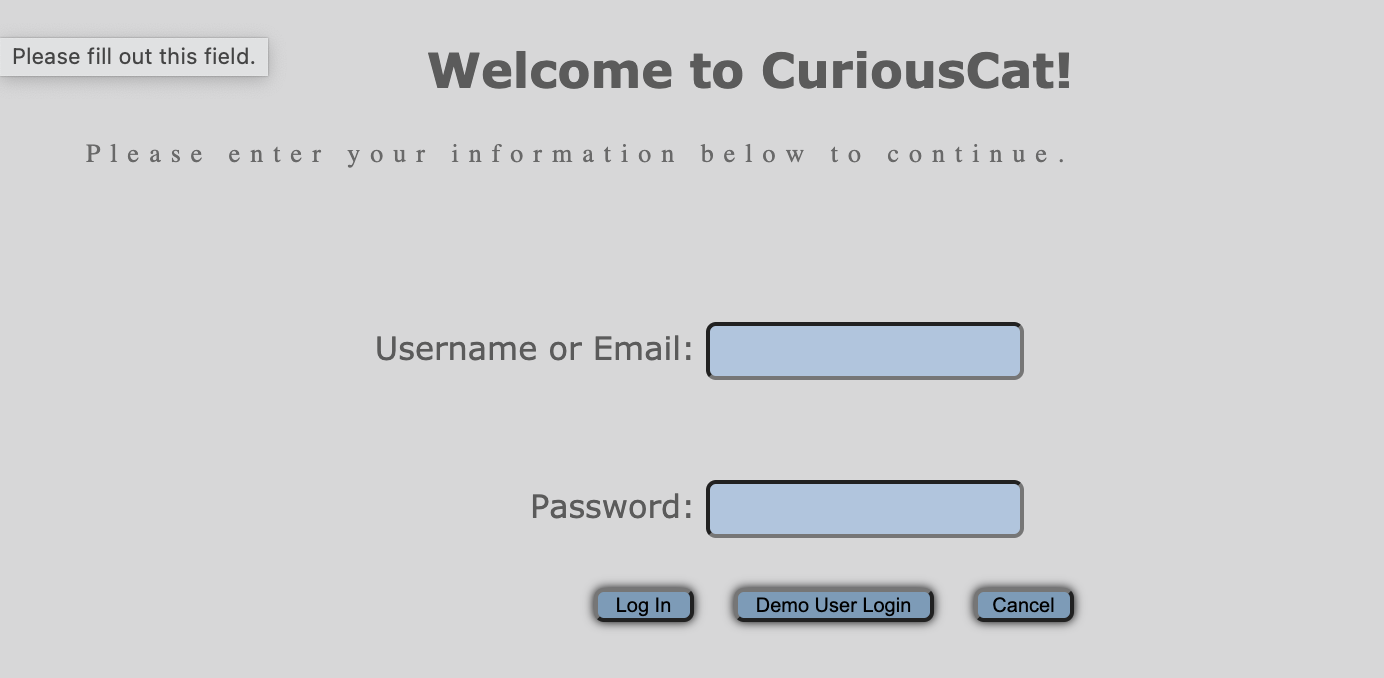 Please fill out this field.
Welcome to CuriousCat!
Please enter your information below to continue.
Username or Email:
Password:
Log In
Demo User Login
Cancel